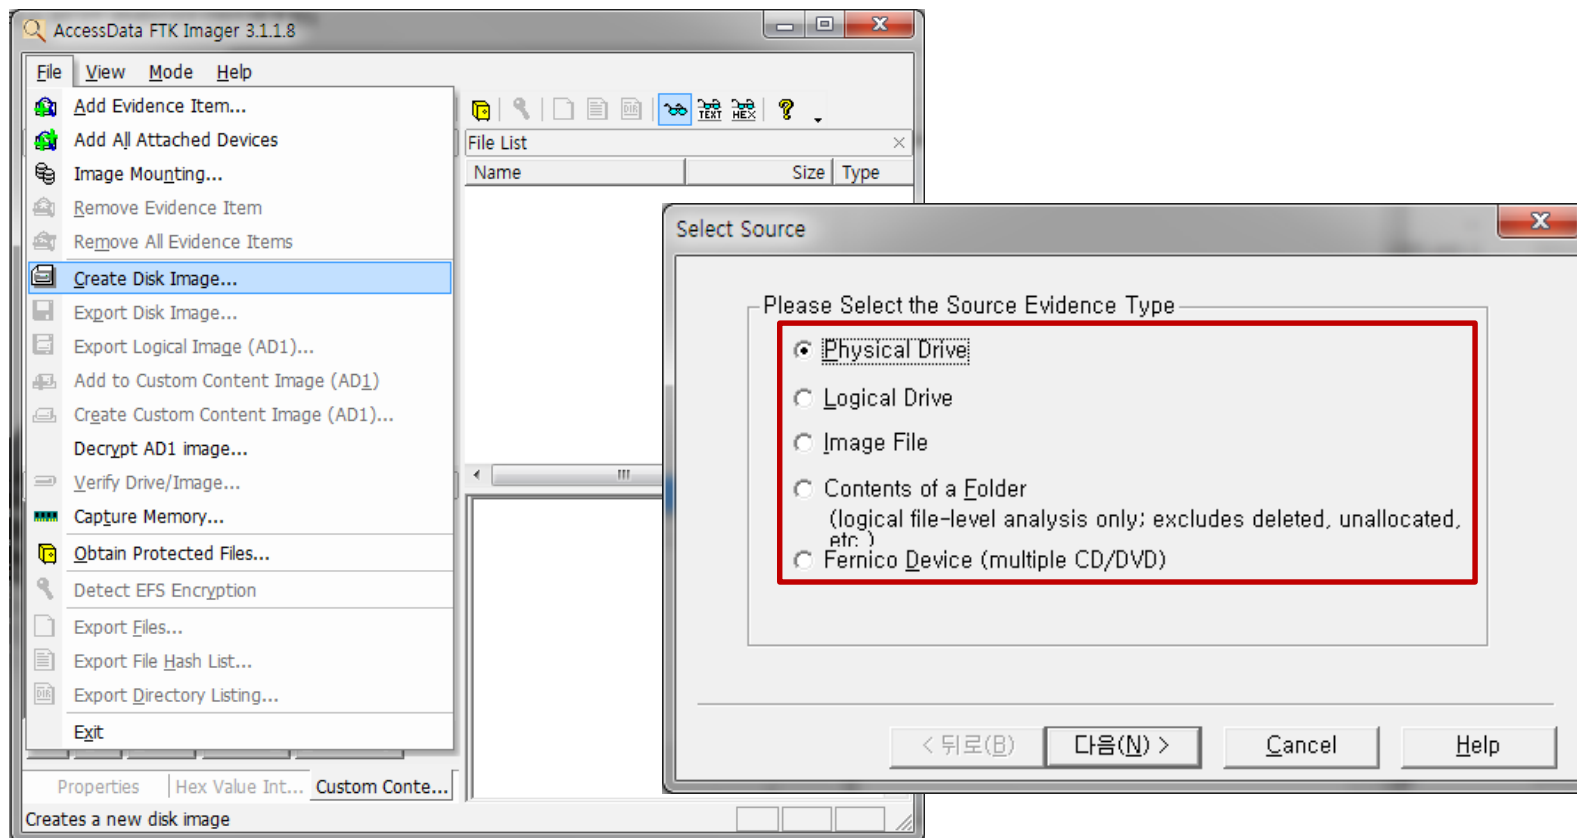 AccessData FTK Imager 3.1.1.8
File View Mode Help
Add Evidence Item...
Add All Attached Devices
Image Mounting...
Remove Evidence Item
Remove All Evidence Items
Create Disk Image...
Export Disk Image...
Export Logical Image (AD1)...
Add to Custom Content Image (AD1)
Create Custom Content Image (AD1)...
Decrypt AD1 image...
Verify Drive/Image...
Capture Memory...
Obtain Protected Files...
Detect EFS Encryption
Export Files...
Export File Hash List...
Export Directory Listing...
Exit
DIR
TEXT
HEX
File List
Name Size Type
DIR
Properties Hex Value Int... Custom Conte...
Creates a new disk image
Select Source
Please Select the Source Evidence Type
Physical Drive
Logical Drive
Image File
Contents of a Folder
(logical file-level analysis only; excludes deleted, unallocated,
etc.)
Fernico Device (multiple CD/DVD)
< 뒤로(B) 다음(N) > Cancel Help